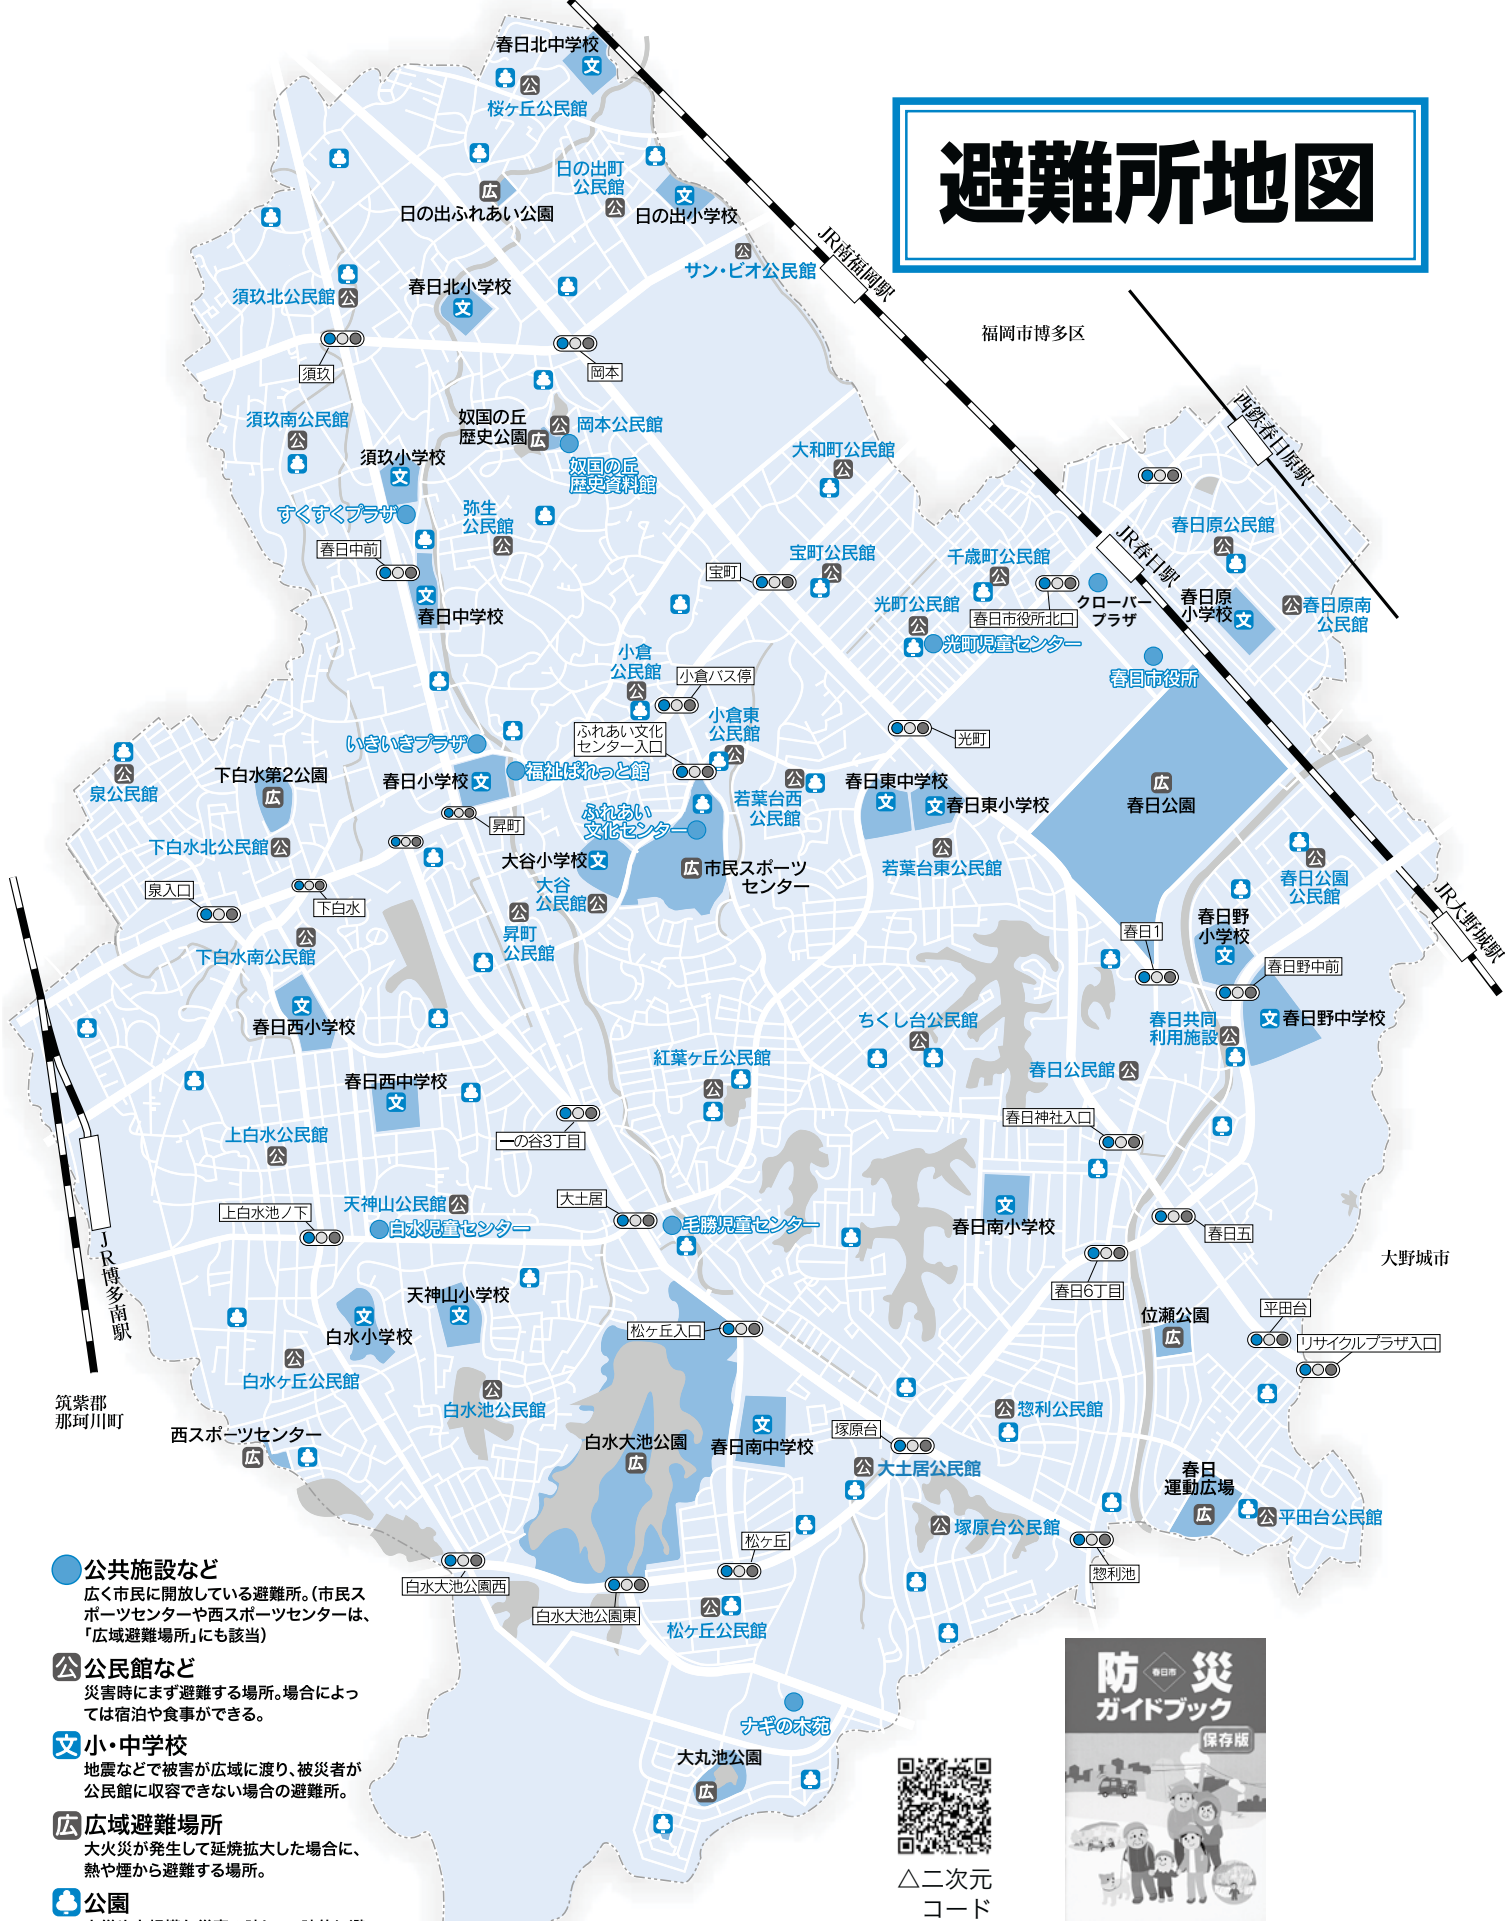 避難所地図
春日北中学校
桜ヶ丘公民館
日の出町
公民館
日の出ふれあい公園
日の出小学校
サン・ビオ公民館
JR南福岡駅
福岡市博多区
須玖北公民館
春日北小学校
須玖
岡本
西鉄春日原駅
須玖南公民館
奴国の丘
歴史公園
岡本公民館
須玖小学校
奴国の丘
歴史資料館
大和町公民館
すくすくプラザ
弥生
公民館
春日原公民館
春日中前
宝町
宝町公民館
千歳町公民館
JR春日駅
春日中学校
光町公民館
クローバー
プラザ
春日市役所北口
春日原
小学校
春日原南
公民館
光町児童センター
小倉
公民館
小倉バス停
春日市役所
小倉東
公民館
ふれあい文化
センター入口
光町
いきいきプラザ
福祉ぱれっと館
泉公民館
下白水第2公園
春日小学校
若葉台西
公民館
春日東中学校
春日東小学校
春日公園
ふれあい
文化センター
昇町
下白水北公民館
大谷小学校
市民スポーツ
センター
若葉台東公民館
春日公園
公民館
泉入口
下白水
大谷
公民館
JR大野城駅
昇町
公民館
春日野
小学校
春日1
下白水南公民館
春日野中前
春日西小学校
ちくし台公民館
春日共同
利用施設
春日野中学校
紅葉ヶ丘公民館
春日公民館
春日西中学校
上白水公民館
一の谷3丁目
春日神社入口
天神山公民館
大土居
上白水池ノ下
白水児童センター
毛勝児童センター
春日南小学校
春日五
JR博多南駅
大野城市
天神山小学校
春日6丁目
位瀬公園
平田台
白水小学校
松ヶ丘入口
リサイクルプラザ入口
白水ヶ丘公民館
筑紫郡
那珂川町
白水池公民館
惣利公民館
西スポーツセンター
白水大池公園
春日南中学校
塚原台
大土居公民館
春日
運動広場
塚原台公民館
平田台公民館
松ヶ丘
惣利池
白水大池公園西
白水大池公園東
松ヶ丘公民館
ナギの木苑
大丸池公園
公共施設など
広く市民に開放している避難所。（市民ス
ポーツセンターや西スポーツセンターは、
「広域避難場所」にも該当）
公 公民館など
災害時にまず避難する場所。場合によっ
ては宿泊や食事ができる。
文 小・中学校
地震などで被害が広域に渡り、被災者が
公民館に収容できない場合の避難所。
広 広域避難場所
大火災が発生して延焼拡大した場合に、
熱や煙から避難する場所。
公園
△二次元
コード
防 春日市 災
ガイドブック
保存版